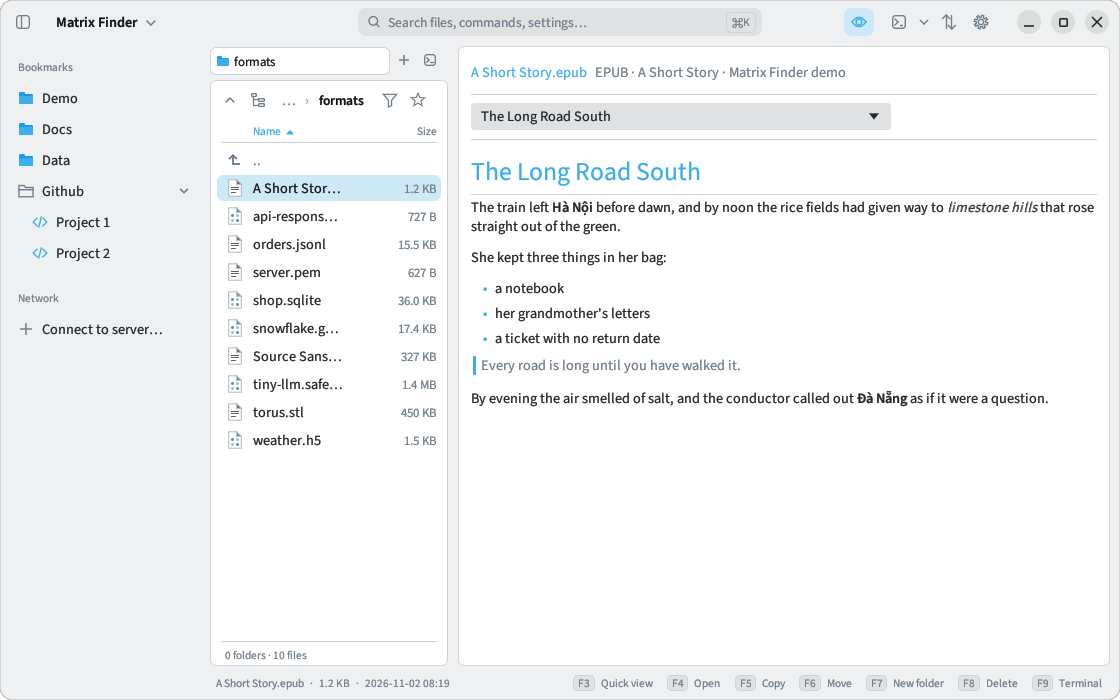 Matrix Finder
Search files, commands, settings…
⌘K
Bookmarks
Demo
Docs
Data
Github
Project 1
Project 2
Network
Connect to server…
formats
… › formats
Name Size
..
A Short Stor… 1.2 KB
api-respons… 727 B
orders.jsonl 15.5 KB
server.pem 627 B
shop.sqlite 36.0 KB
snowflake.g… 17.4 KB
Source Sans… 327 KB
tiny-llm.safe… 1.4 MB
torus.stl 450 KB
weather.h5 1.5 KB
0 folders · 10 files
A Short Story.epub EPUB · A Short Story · Matrix Finder demo
The Long Road South
The Long Road South
The train left Hà Nội before dawn, and by noon the rice fields had given way to limestone hills that rose
straight out of the green.
She kept three things in her bag:
• a notebook
• her grandmother's letters
• a ticket with no return date
Every road is long until you have walked it.
By evening the air smelled of salt, and the conductor called out Đà Nẵng as if it were a question.
A Short Story.epub · 1.2 KB · 2026-11-02 08:19
F3 Quick view F4 Open F5 Copy F6 Move F7 New folder F8 Delete F9 Terminal